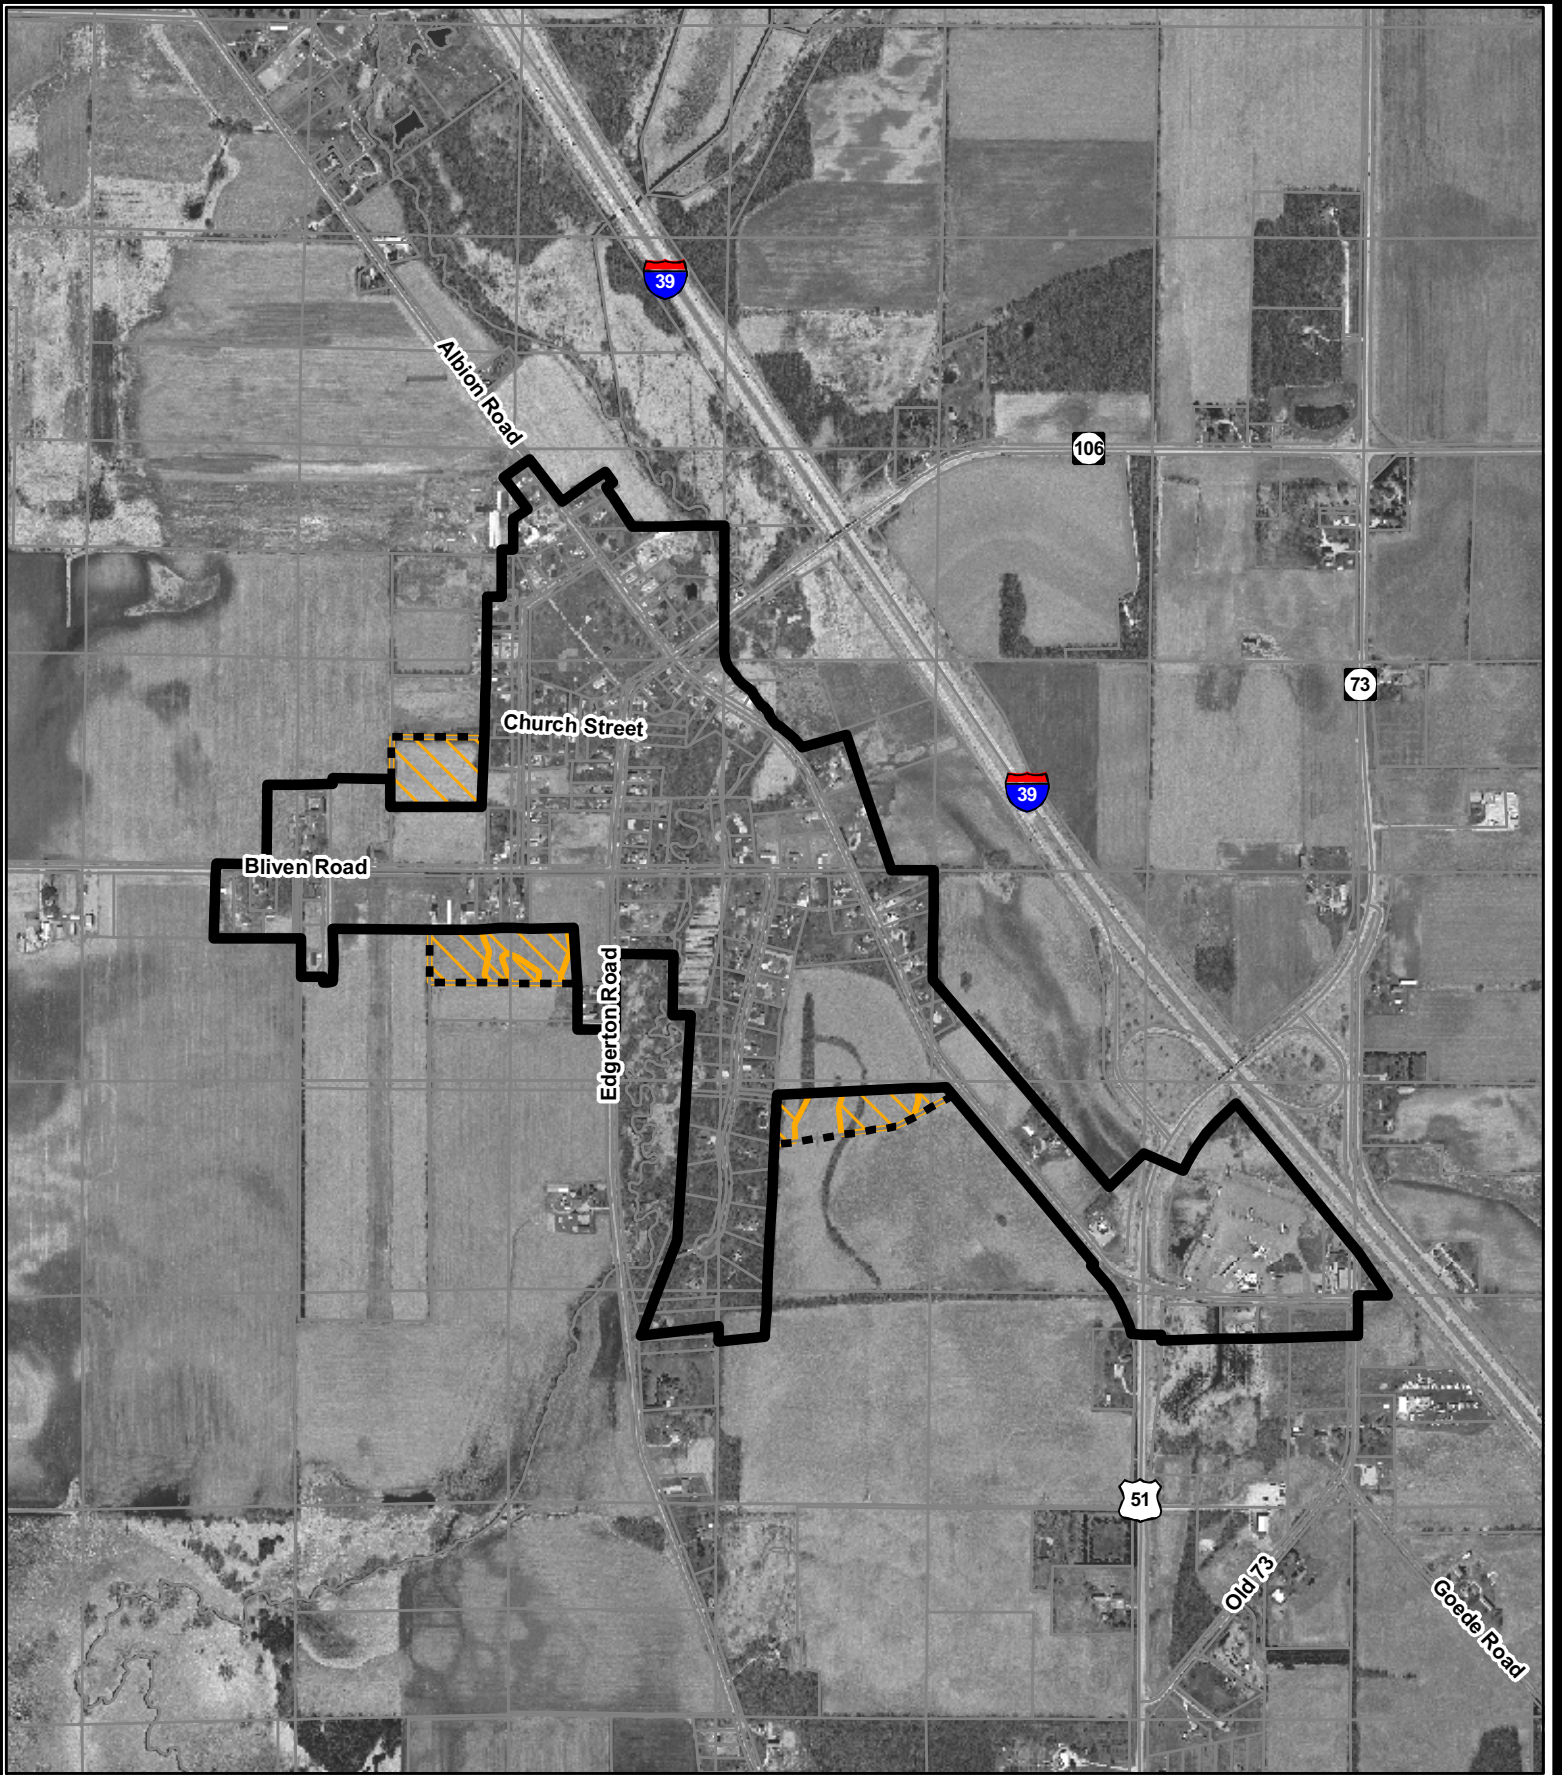 39
Albion Road
106
73
Church Street
39
Bliven Road
Edgerton Road
51
Old 73
Goede Road